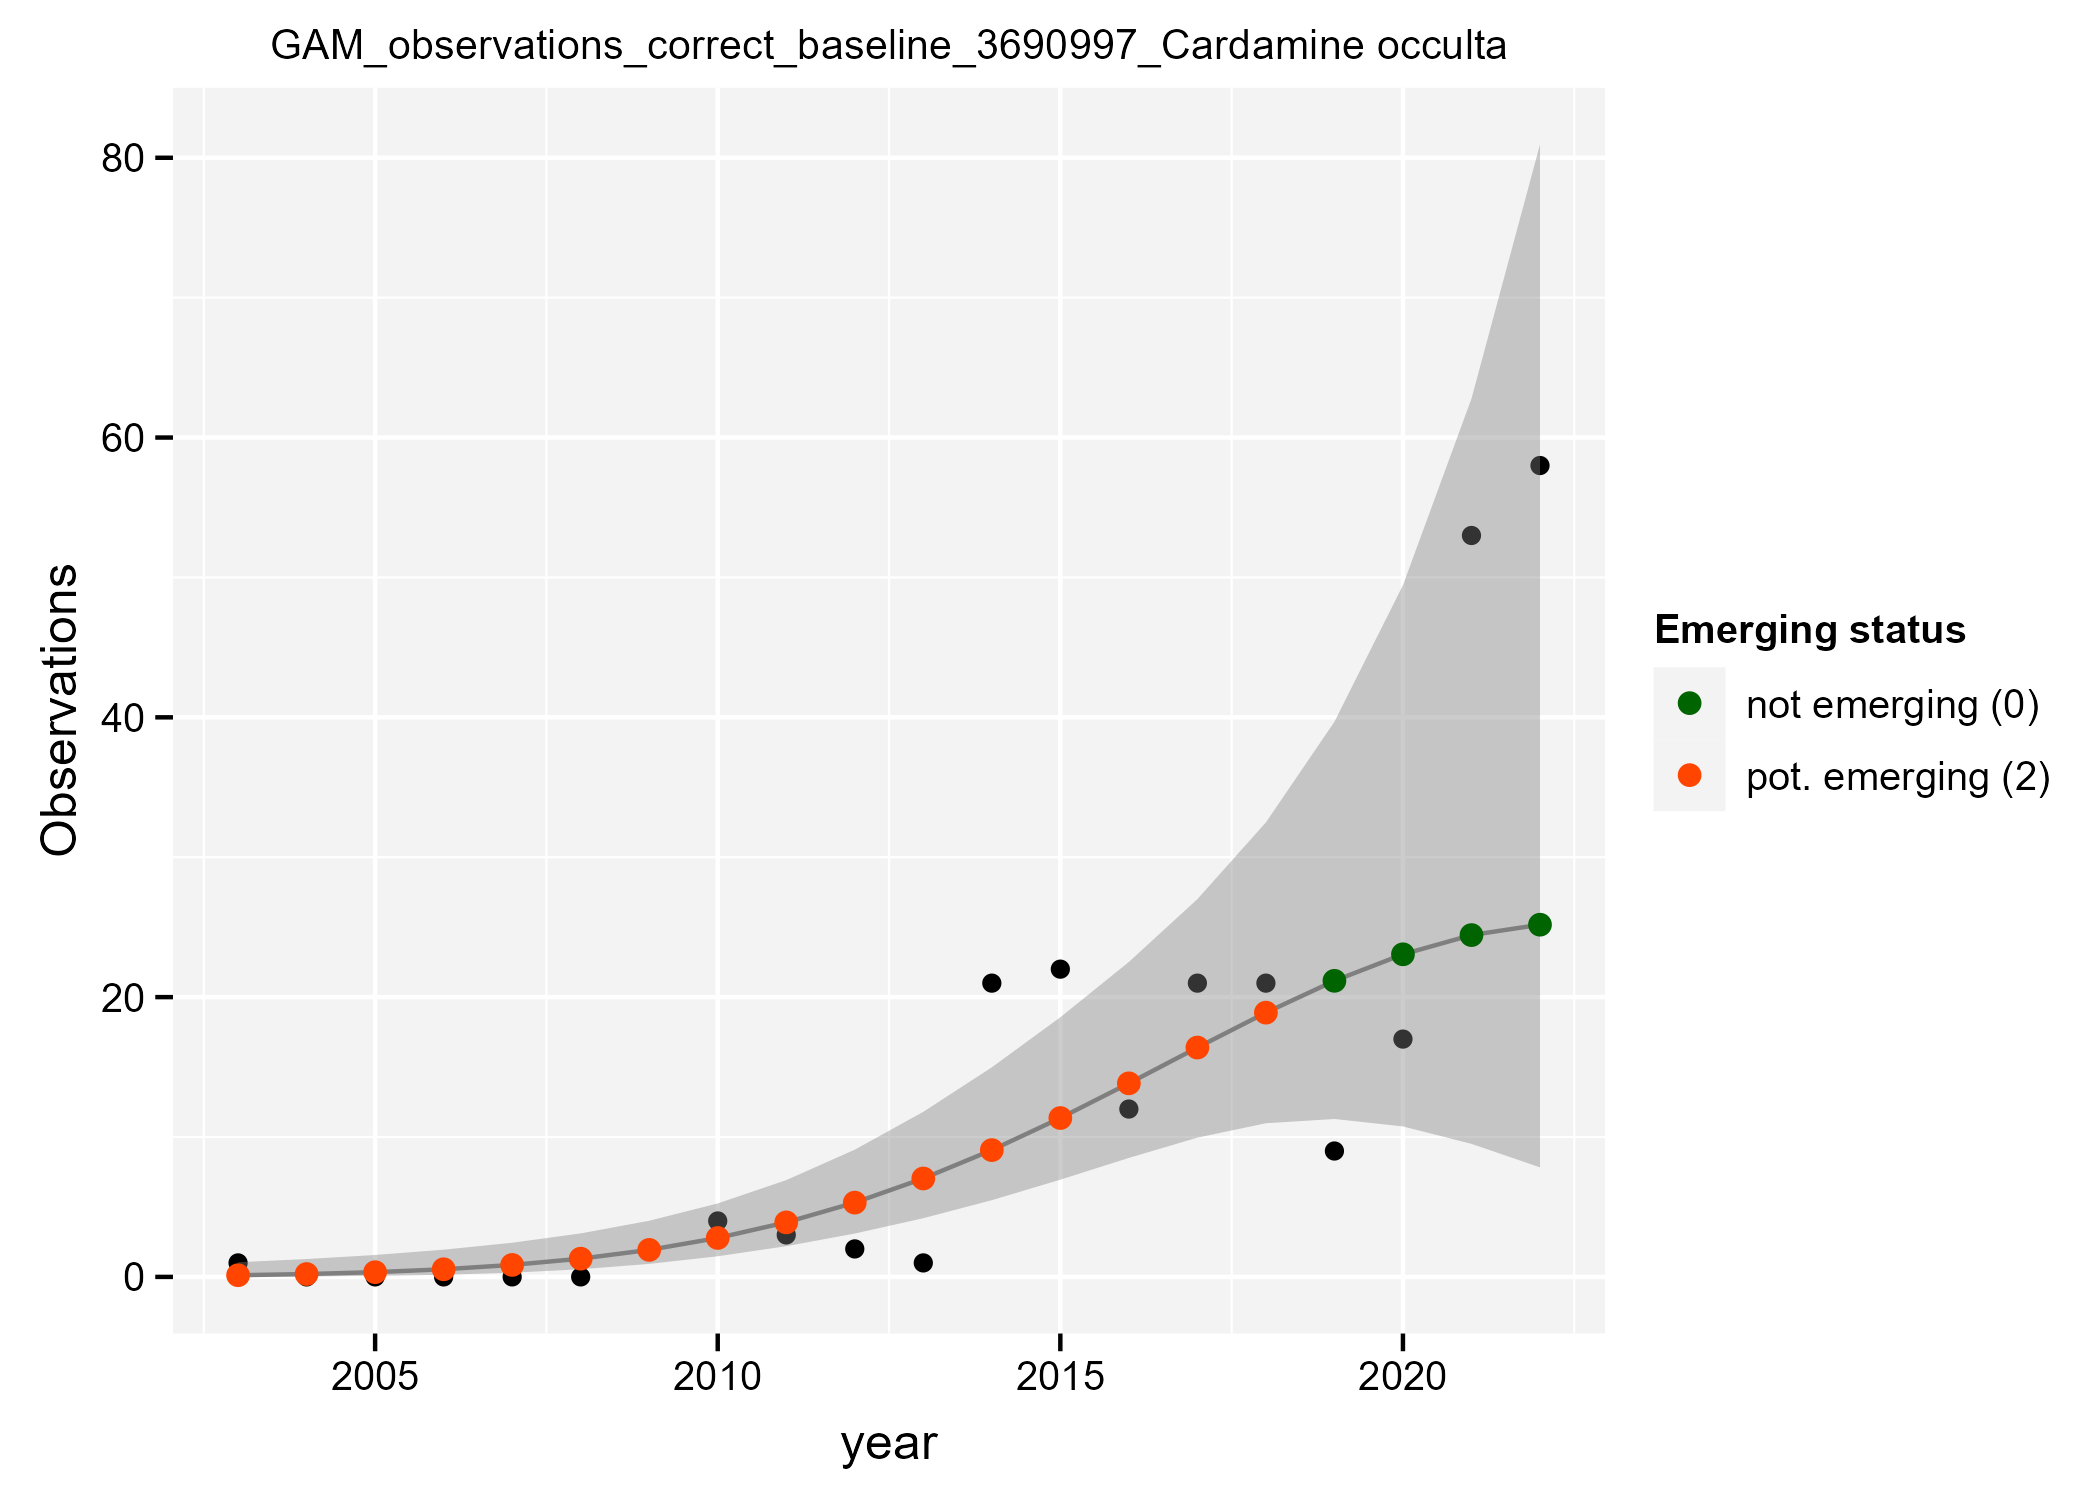 GAM_observations_correct_baseline_3690997_Cardamine occulta
80
60
40
20
0
Observations
2005
2010
2015
2020
year
Emerging status
not emerging (0)
pot. emerging (2)